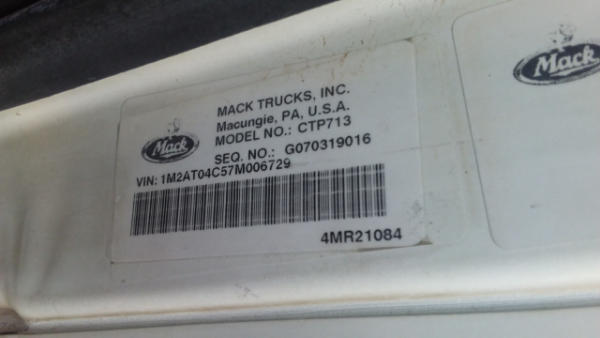 MACK TRUCKS, INC.
Macungie, PA, U.S.A.
MODEL NO.: CTP713
SEQ. NO.: G070319016
Mack
VIN: 1M2AT04C57M006729
4MR21084
Mack